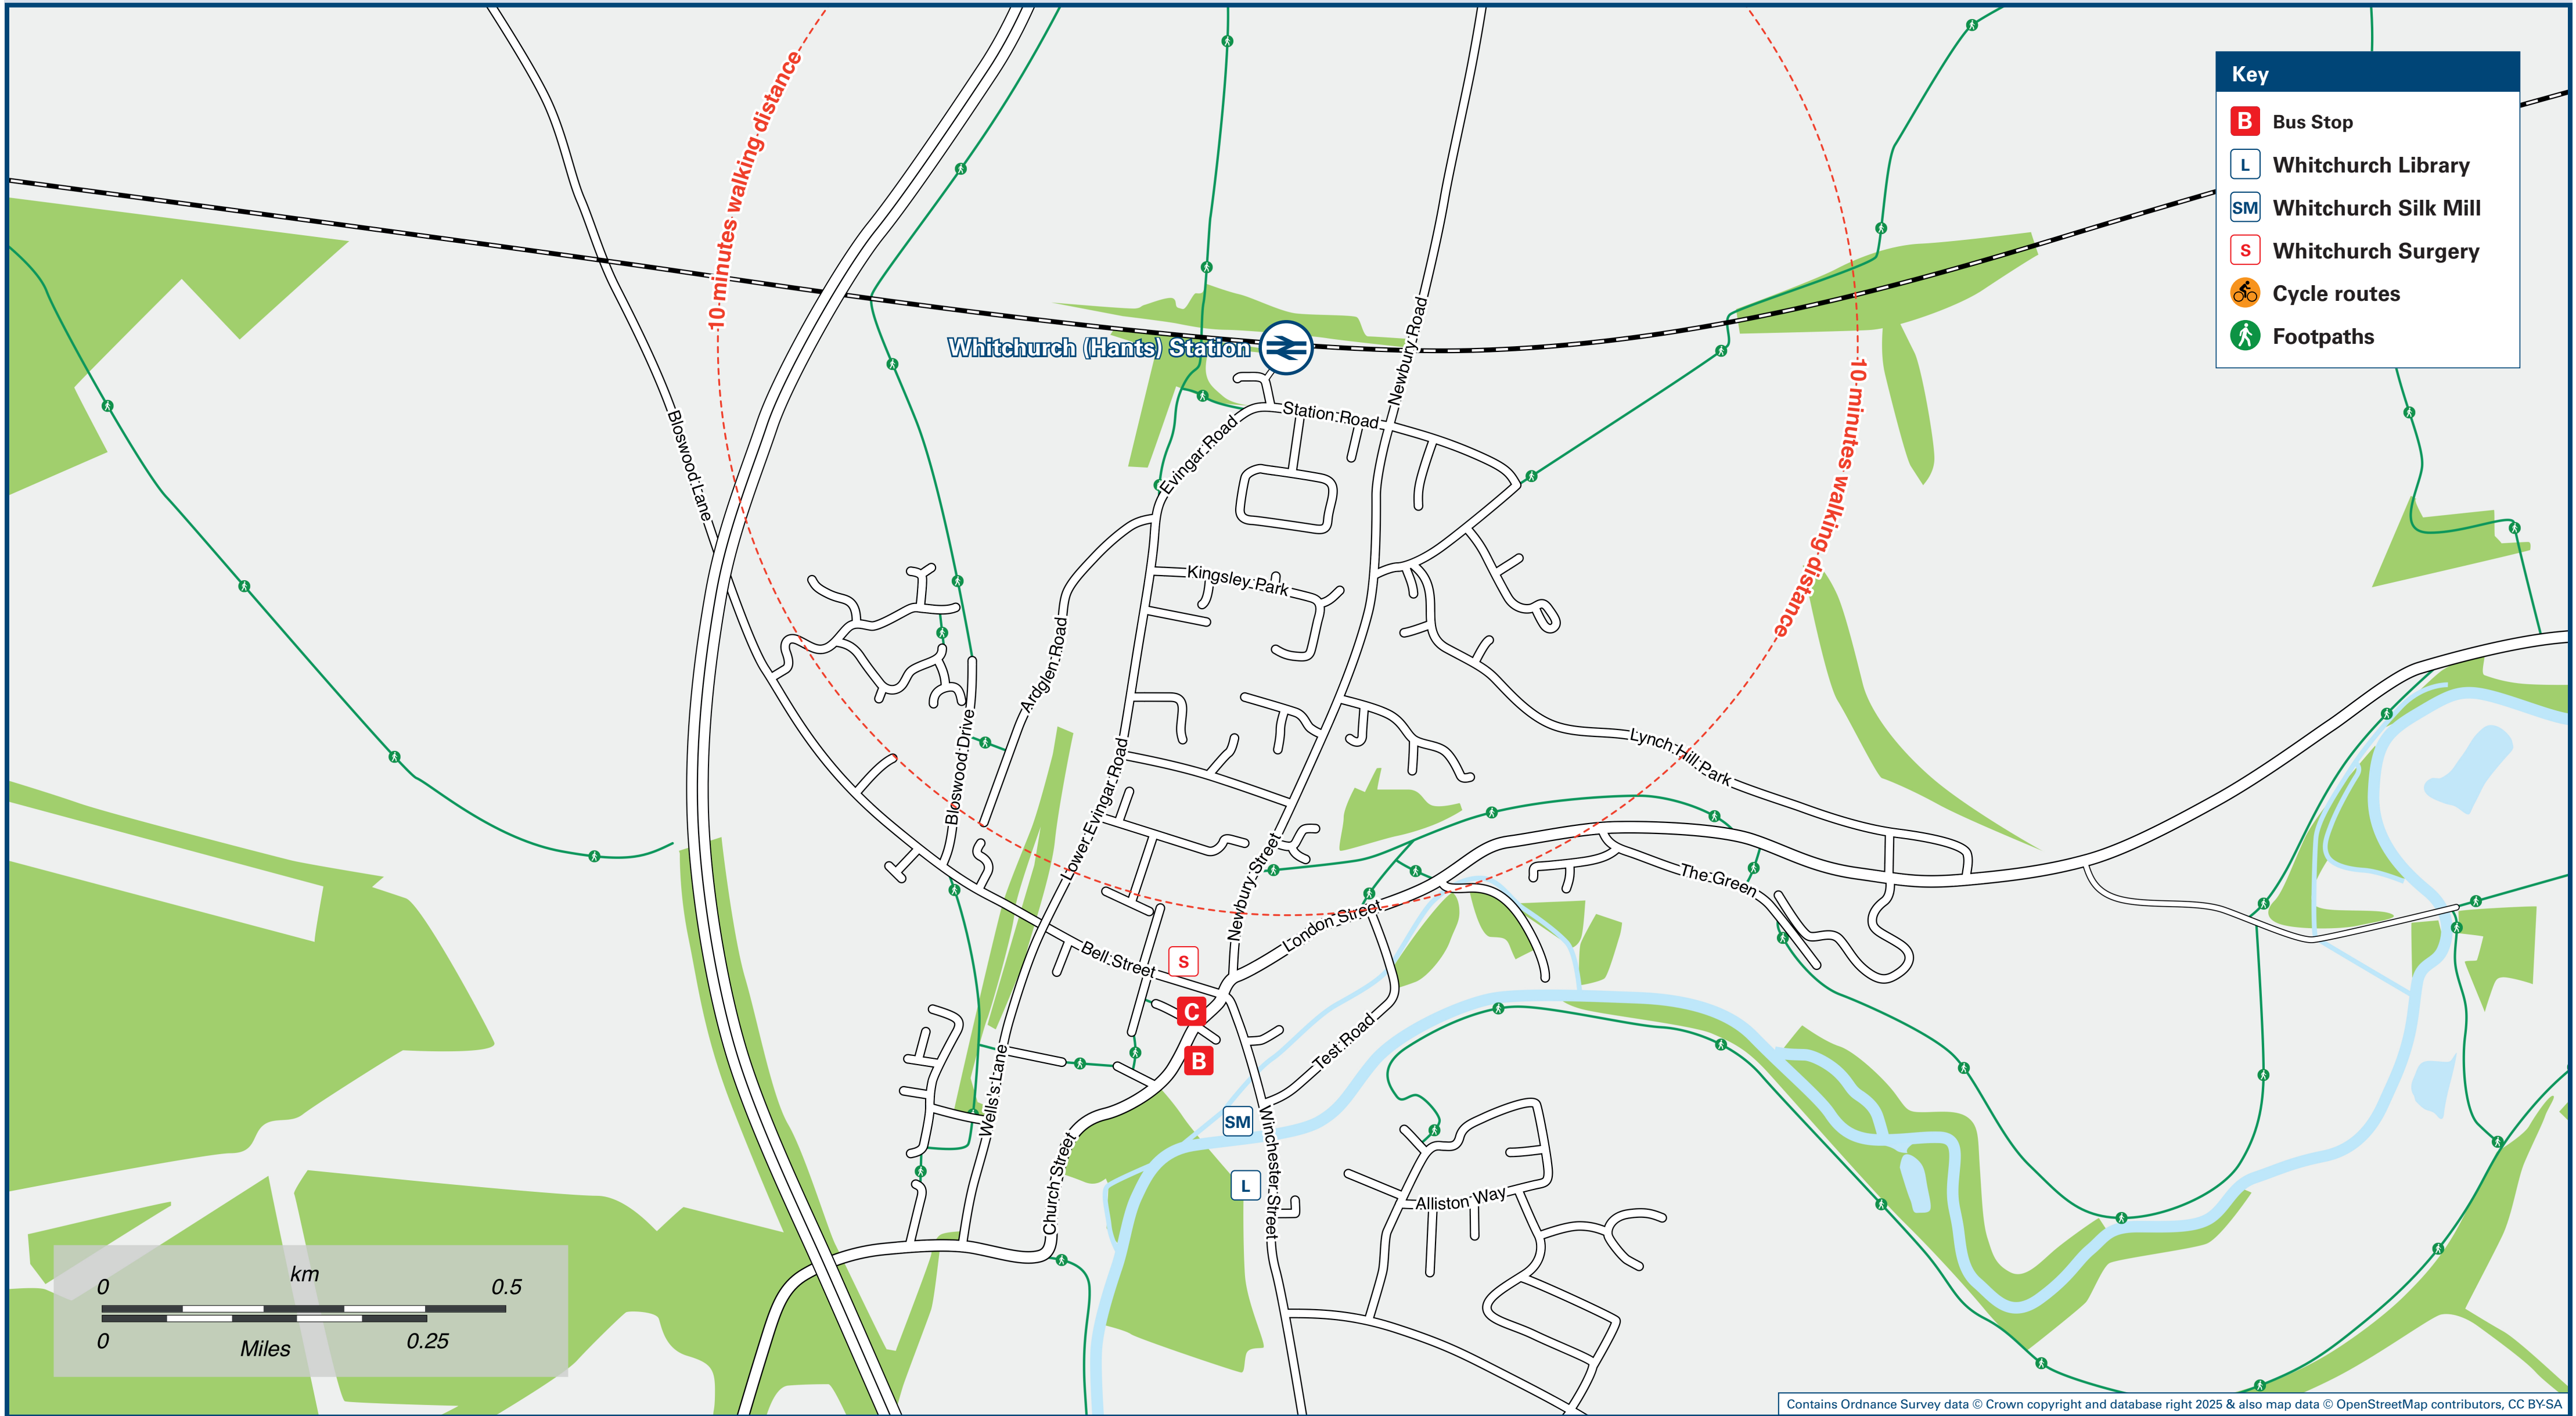 10 minutes walking distance
Key
B Bus Stop
L Whitchurch Library
SM Whitchurch Silk Mill
S Whitchurch Surgery
Cycle routes
Footpaths
Whitchurch (Hants) Station
Newbury Road
Station Road
Evingar Road
Bloswood Lane
10 minutes walking distance
Kingsley Park
Ardglen Road
Bloswood Drive
Lower Evingar Road
Lynch Hill Park
Newbury Street
The Green
London Street
Bell Street
S
C
B
Test Road
Wells's Lane
SM
L
Church Street
Winchester Street
Alliston Way
km
0 0.5
0 0.25
Miles
Contains Ordnance Survey data © Crown copyright and database right 2025 & also map data © OpenStreetMap contributors, CC BY-SA